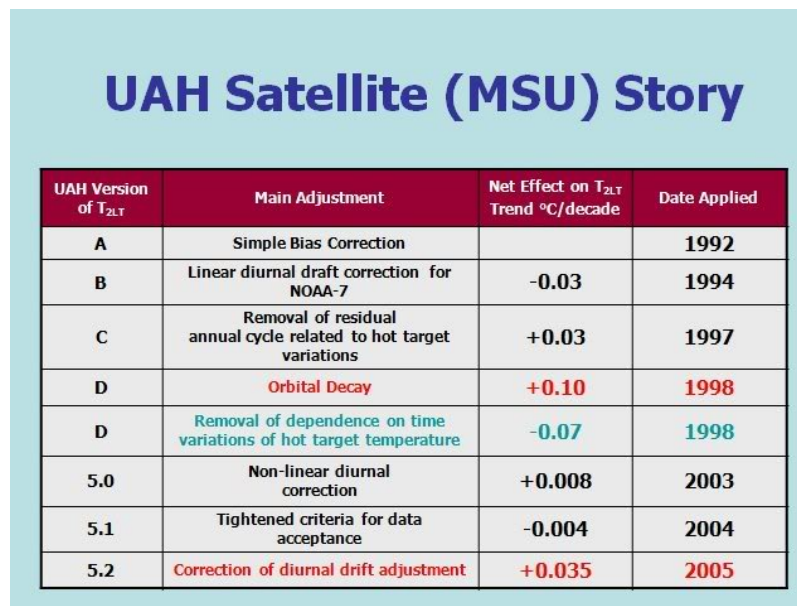 UAH Satellite (MSU) Story
UAH Version
of T2LT
Main Adjustment
Net Effect on T2LT
Trend °C/decade
Date Applied
A
Simple Bias Correction
1992
B
Linear diurnal draft correction for
NOAA-7
-0.03
1994
C
Removal of residual
annual cycle related to hot target
variations
+0.03
1997
D
Orbital Decay
+0.10
1998
D
Removal of dependence on time
variations of hot target temperature
-0.07
1998
5.0
Non-linear diurnal
correction
+0.008
2003
5.1
Tightened criteria for data
acceptance
-0.004
2004
5.2
Correction of diurnal drift adjustment
+0.035
2005